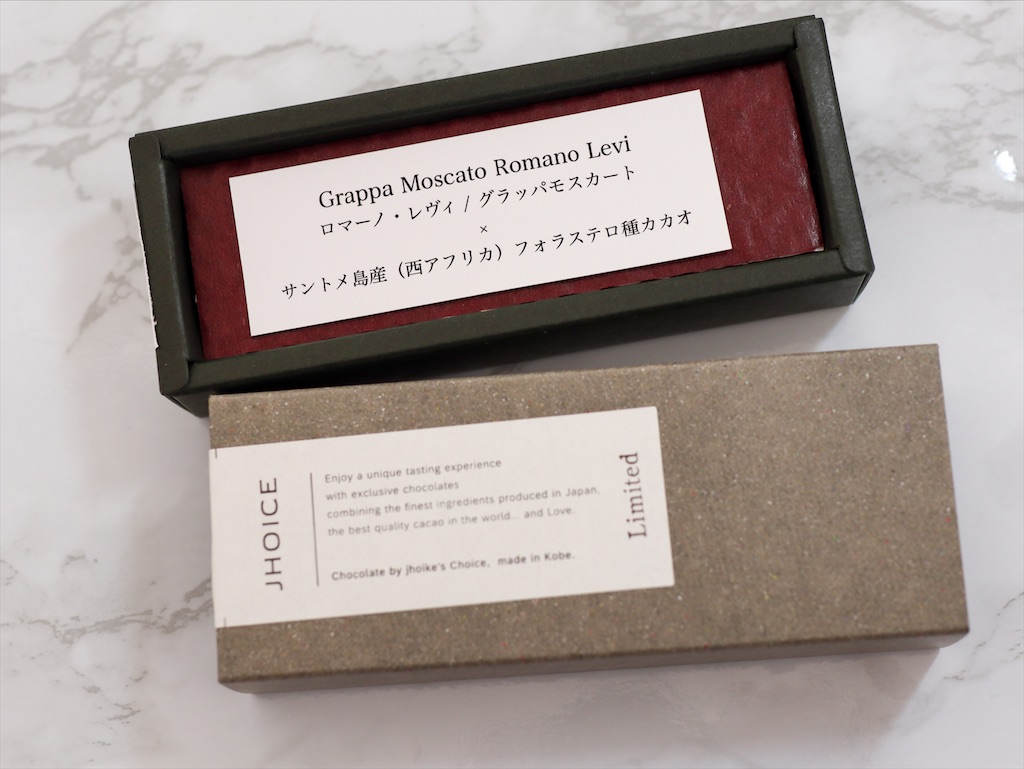 Grappa Moscato Romano Levi
ロマーノ・レヴィ / グラッパモスカート
×
サントメ島産（西アフリカ）フォラステロ種カカオ
JHOICE
Enjoy a unique tasting experience
with exclusive chocolates
combining the finest ingredients produced in Japan,
the best quality cacao in the world... and Love.
Chocolate by jhoike's Choice, made in Kobe.
Limited